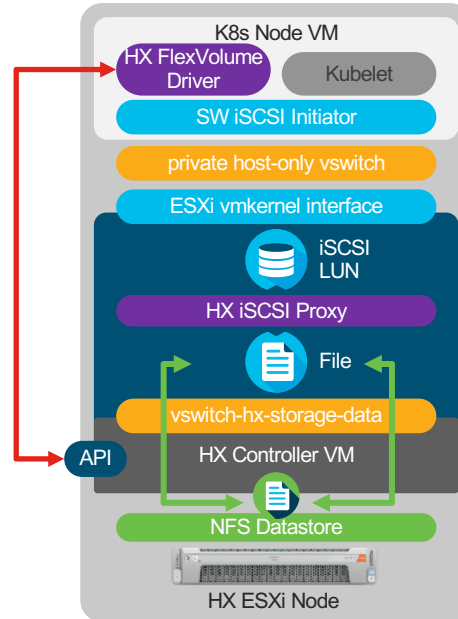 K8s Node VM
HX FlexVolume
Driver
Kubelet
SW iSCSI Initiator
private host-only vswitch
ESXi vmkernel interface
iSCSI
LUN
HX iSCSI Proxy
File
vswitch-hx-storage-data
API
HX Controller VM
NFS Datastore
HX ESXi Node